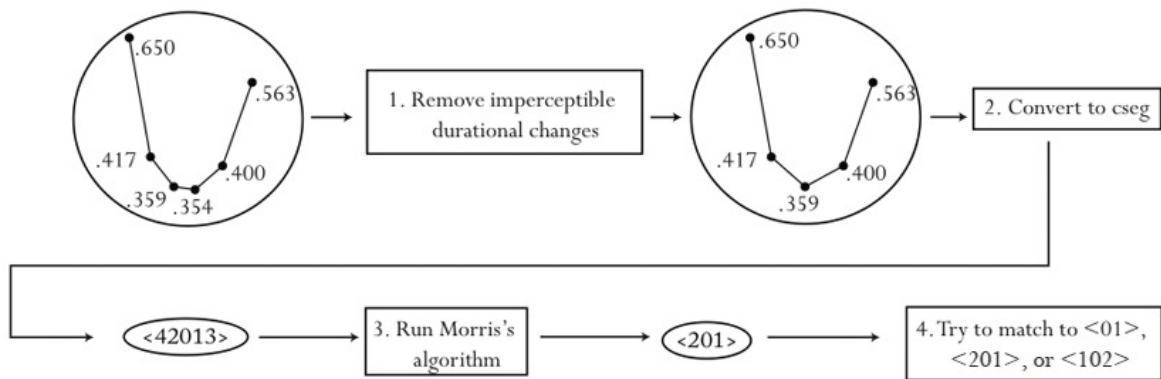 .650
.563
.417
.400
.359
.354
1. Remove imperceptible
durational changes
.650
.563
.417
.400
.359
2. Convert to cseg
<42013>
3. Run Morris's
algorithm
<201>
4. Try to match to <01>,
<201>, or <102>